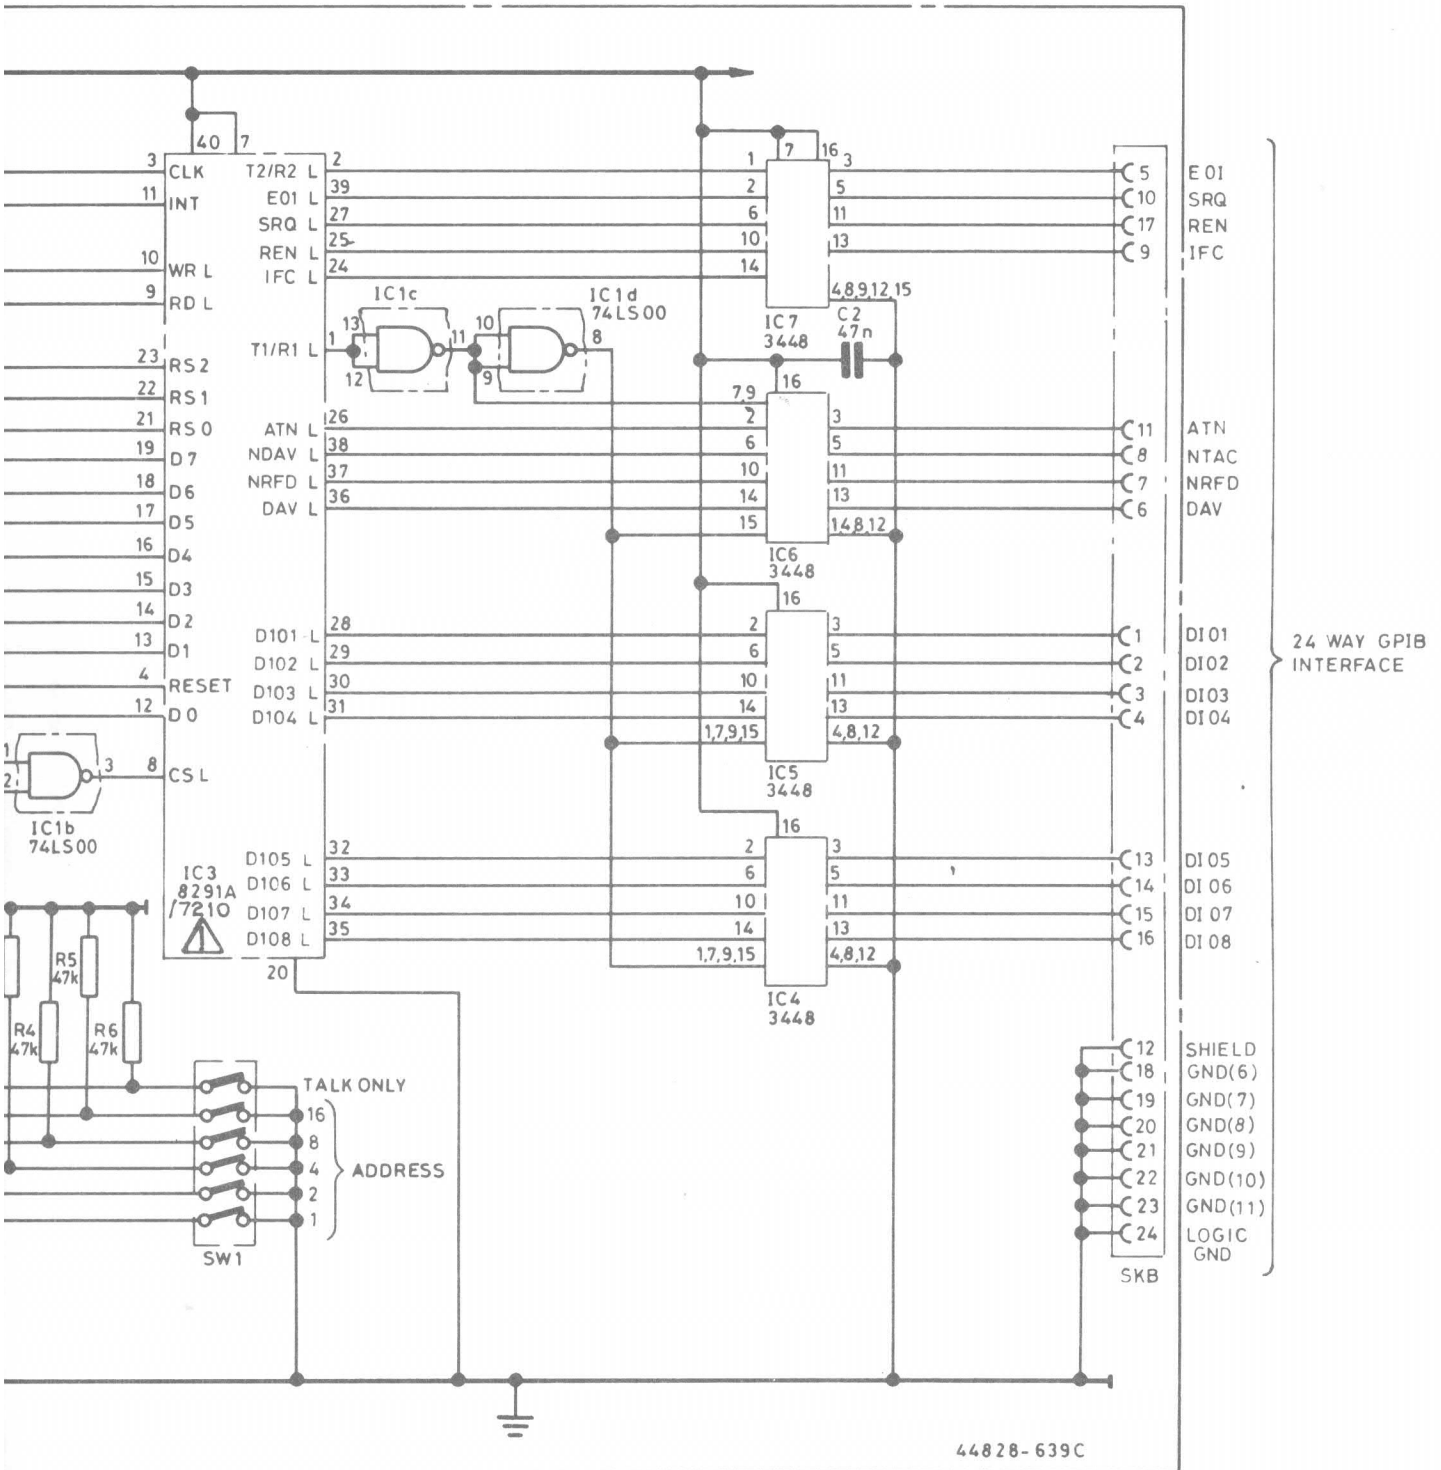 40 7
7 16
3 CLK T2/R2 L 2 1 3 5 EOI
11 INT E01 L 39 2 5 10 SRQ
SRQ L 27 6 11 17 REN
REN L 25 10 13 9 IFC
10 WR L IFC L 24 14
9 RD L
4,8,9,12,15
IC1c IC1d
74LS00
IC7
3448
C2
47n
T1/R1 L 1 13 12 11 10 9 8
23 RS2
16
22 RS1
7,9
21 RS0 ATN L 26 2 3 11 ATN
19 D7 NDAV L 38 6 5 8 NTAC
18 D6 NRFD L 37 10 11 7 NRFD
17 D5 DAV L 36 14 13 6 DAV
15 1,4,8,12
16 D4
IC6
3448
15 D3
16
14 D2
13 D1 D101 L 28 2 3 1 DI01
D102 L 29 6 5 2 DI02
4 RESET D103 L 30 10 11 3 DI03
12 D0 D104 L 31 14 13 4 DI04
1,7,9,15 4,8,12
24 WAY GPIB
INTERFACE
1
2 3 8 CS L
IC5
3448
IC1b
74LS00
16
D105 L 32 2 3 13 DI05
D106 L 33 6 5 14 DI06
D107 L 34 10 11 15 DI07
D108 L 35 14 13 16 DI08
1,7,9,15 4,8,12
IC3
8291A
/7210
20
IC4
3448
R5
47k
R4
47k
R6
47k
12 SHIELD
18 GND(6)
19 GND(7)
20 GND(8)
21 GND(9)
22 GND(10)
23 GND(11)
24 LOGIC
GND
SKB
TALK ONLY
16
8
4
2
1
ADDRESS
SW1
44828-639C